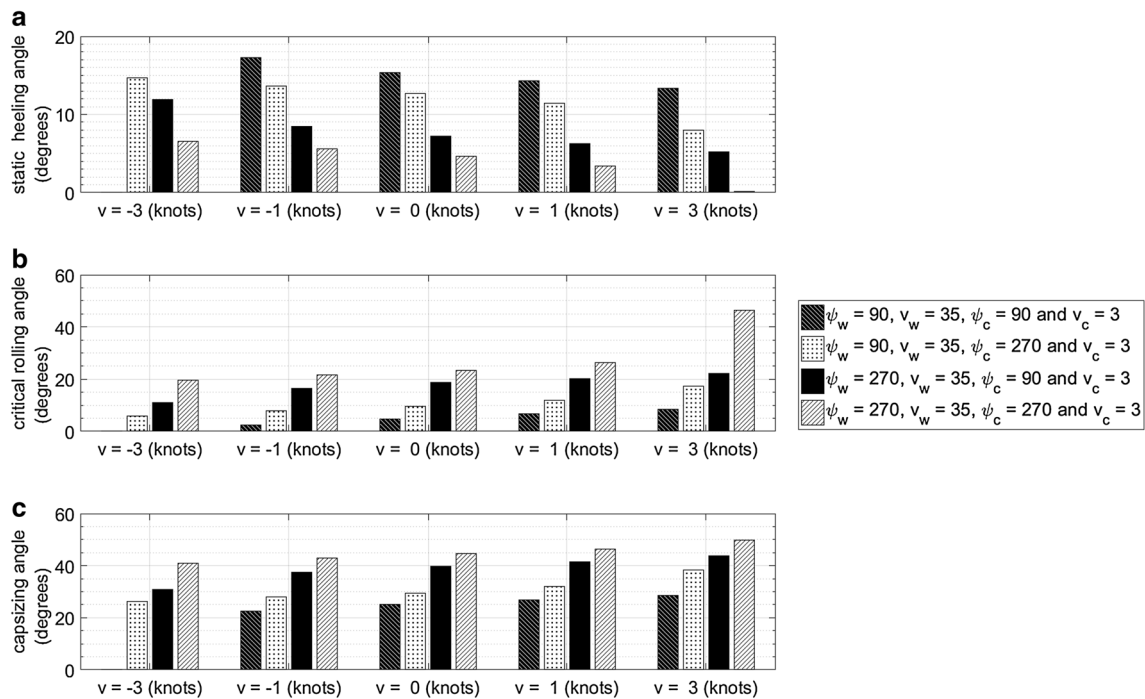 a
static heeling angle
(degrees)
20
10
0
v = -3 (knots) v = -1 (knots) v = 0 (knots) v = 1 (knots) v = 3 (knots)
b
critical rolling angle
(degrees)
60
40
20
0
v = -3 (knots) v = -1 (knots) v = 0 (knots) v = 1 (knots) v = 3 (knots)
ψw = 90, vw = 35, ψc = 90 and vc = 3
ψw = 90, vw = 35, ψc = 270 and vc = 3
ψw = 270, vw = 35, ψc = 90 and vc = 3
ψw = 270, vw = 35, ψc = 270 and vc = 3
c
capsizing angle
(degrees)
60
40
20
0
v = -3 (knots) v = -1 (knots) v = 0 (knots) v = 1 (knots) v = 3 (knots)